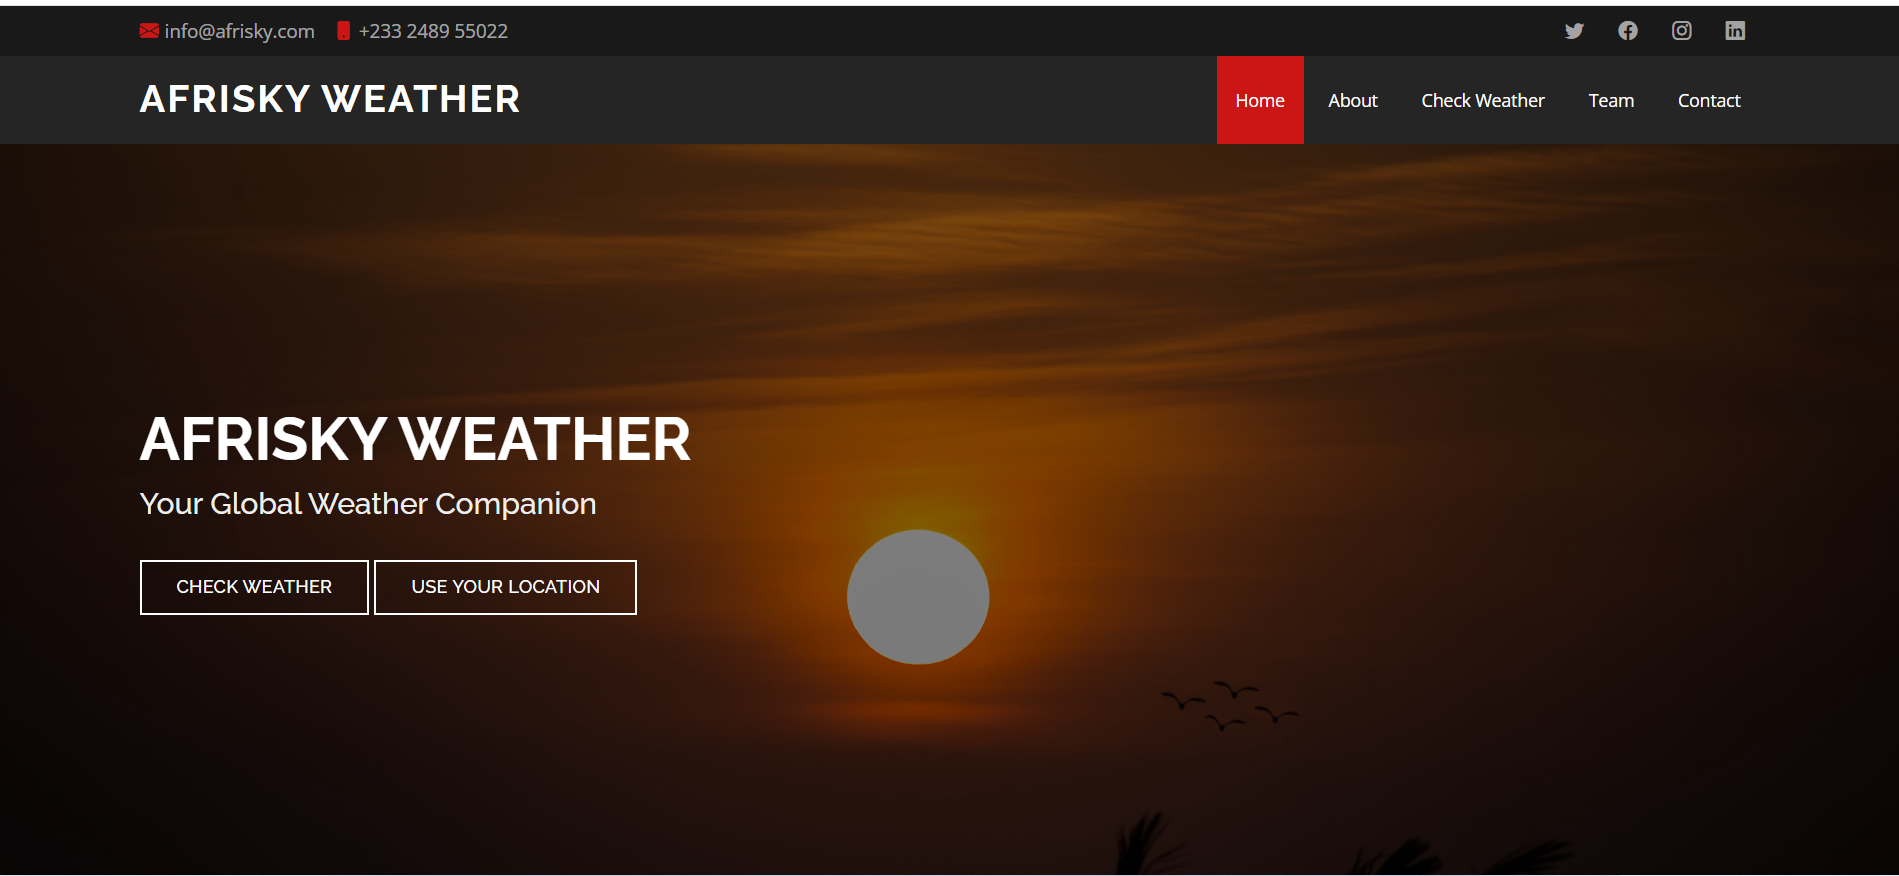 info@afrisky.com +233 2489 55022
AFRISKY WEATHER
Home About Check Weather Team Contact
AFRISKY WEATHER
Your Global Weather Companion
CHECK WEATHER USE YOUR LOCATION